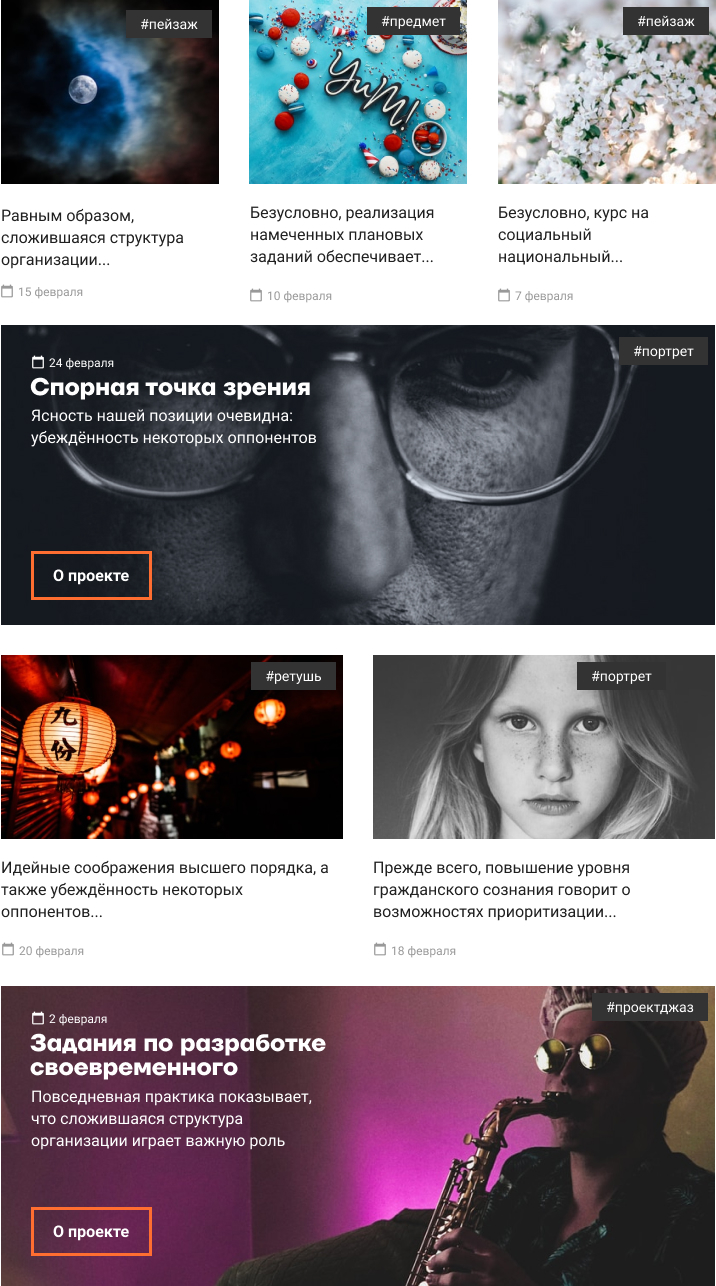 #пейзаж
#предмет
#пейзаж
YuM!
Равным образом,
сложившаяся структура
организации...
15 февраля
Безусловно, реализация
намеченных плановых
заданий обеспечивает...
10 февраля
Безусловно, курс на
социальный
национальный...
7 февраля
#портрет
24 февраля
Спорная точка зрения
Ясность нашей позиции очевидна:
убеждённость некоторых оппонентов
О проекте
#ретушь
九
份
#портрет
Идейные соображения высшего порядка, а
также убеждённость некоторых
оппонентов...
20 февраля
Прежде всего, повышение уровня
гражданского сознания говорит о
возможностях приоритизации...
18 февраля
#проектджаз
2 февраля
Задания по разработке
своевременного
Повседневная практика показывает,
что сложившаяся структура
организации играет важную роль
О проекте